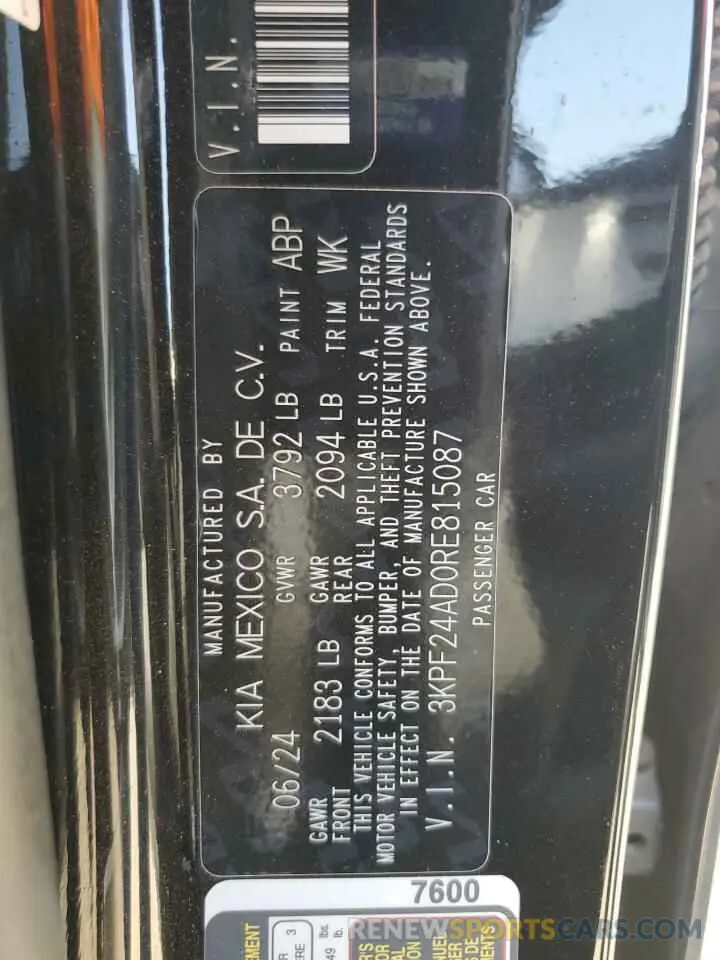 V.I.N.
MANUFACTURED BY
KIA MEXICO S.A. DE C.V.
06/24 GVWR 3792 LB PAINT ABP
GAWR FRONT 2183 LB GAWR REAR 2094 LB TRIM WK
THIS VEHICLE CONFORMS TO ALL APPLICABLE U.S.A. FEDERAL
MOTOR VEHICLE SAFETY, BUMPER, AND THEFT PREVENTION STANDARDS
IN EFFECT ON THE DATE OF MANUFACTURE SHOWN ABOVE.
V.I.N. 3KPF24AD0RE815087
PASSENGER CAR
7600
RENEWSPORTSCARS.COM